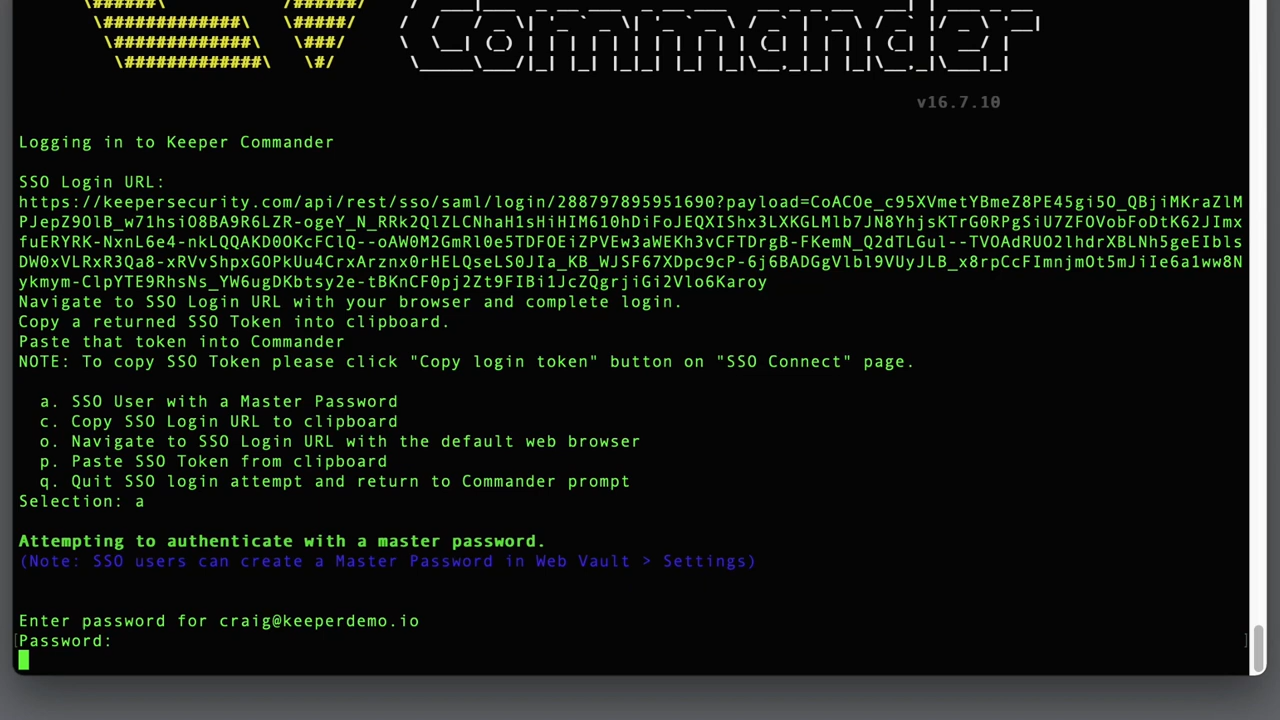 Commander
v16.7.10
Logging in to Keeper Commander
SSO Login URL:
https://keepersecurity.com/api/rest/sso/saml/login/288797895951690?payload=CoACOe_c95XVmetYBmeZ8PE45gi5O_QBjiMKraZlM
PJepZ9OlB_w71hsiO8BA9R6LZR-ogeY_N_RRk2QlZLCNhaH1sHiHIM610hDiFoJEQXIShx3LXKGLMlb7JN8YhjsKTrG0RPgSiU7ZFOVobFoDtK62JImx
fuERYRK-NxnL6e4-nkLQQAKD0OKcFClQ--oAW0M2GmRl0e5TDFOEiZPVEw3aWEKh3vCFTDrgB-FKemN_Q2dTLGul--TVOAdRUO2lhdrXBLNh5geEIbls
DW0xVLRxR3Qa8-xRVvShpxGOPkUu4CrxArznx0rHELQseLS0JIa_KB_WJSF67XDpc9cP-6j6BADGgVlbl9VUyJLB_x8rpCcFImnjmOt5mJiIe6a1ww8N
ykmym-ClpYTE9RhsNs_YW6ugDKbtsy2e-tBKnCF0pj2Zt9FIBi1JcZQgrjiGi2Vlo6Karoy
Navigate to SSO Login URL with your browser and complete login.
Copy a returned SSO Token into clipboard.
Paste that token into Commander
NOTE: To copy SSO Token please click "Copy login token" button on "SSO Connect" page.
a. SSO User with a Master Password
c. Copy SSO Login URL to clipboard
o. Navigate to SSO Login URL with the default web browser
p. Paste SSO Token from clipboard
q. Quit SSO login attempt and return to Commander prompt
Selection: a
Attempting to authenticate with a master password.
(Note: SSO users can create a Master Password in Web Vault > Settings)
Enter password for craig@keeperdemo.io
Password: